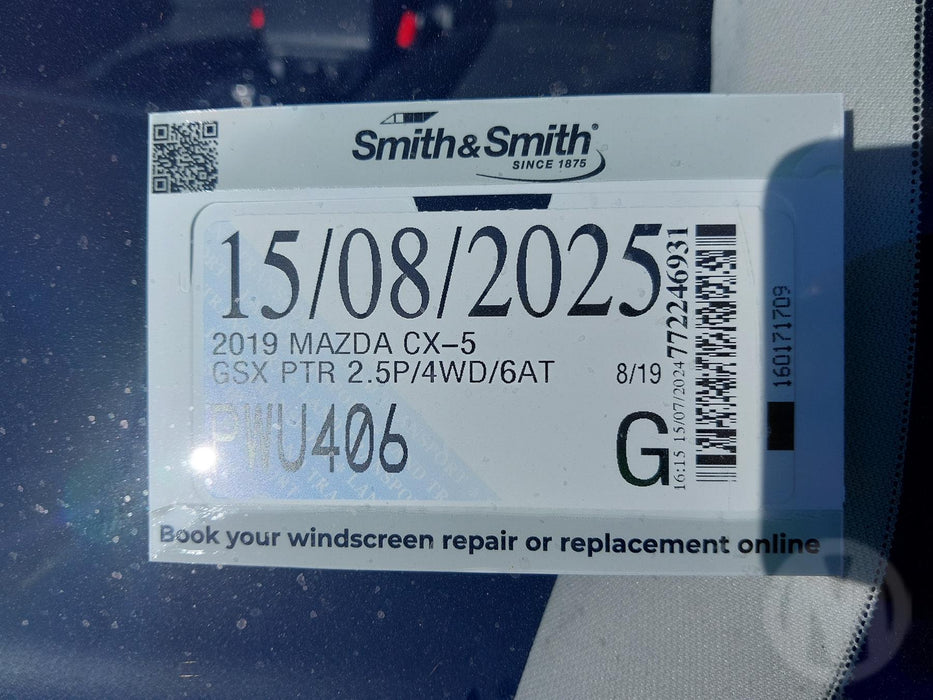 Smith&Smith®
SINCE 1875
15/08/2025
2019 MAZDA CX-5
GSX PTR 2.5P/4WD/6AT 8/19
PWU406
G
16:15 15/07/2024
7722246931
160171709
Book your windscreen repair or replacement online